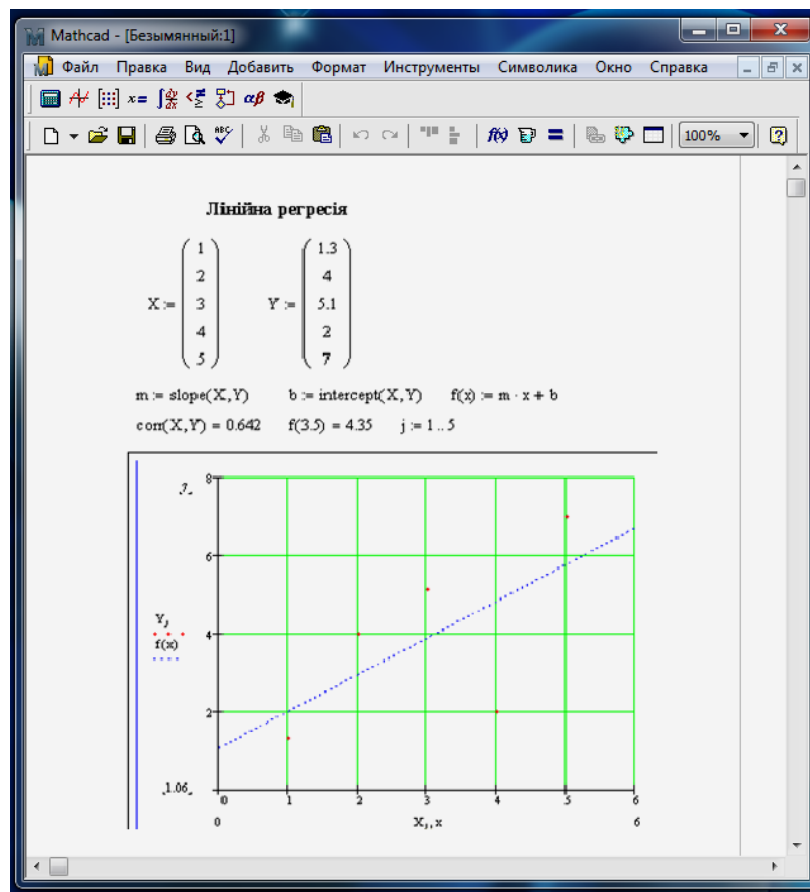 Mathcad - [Безымянный:1]
Файл Правка Вид Добавить Формат Инструменты Символика Окно Справка
100%
Лінійна регресія
X := ( 1 2 3 4 5 ) Y := ( 1.3 4 5.1 2 7 )
m := slope(X,Y) b := intercept(X,Y) f(x) := m · x + b
corr(X,Y) = 0.642 f(3.5) = 4.35 j := 1 .. 5
8
7
6
Yj
4
f(x)
2
1.06
0 1 2 3 4 5 6
0 Xj,x 6